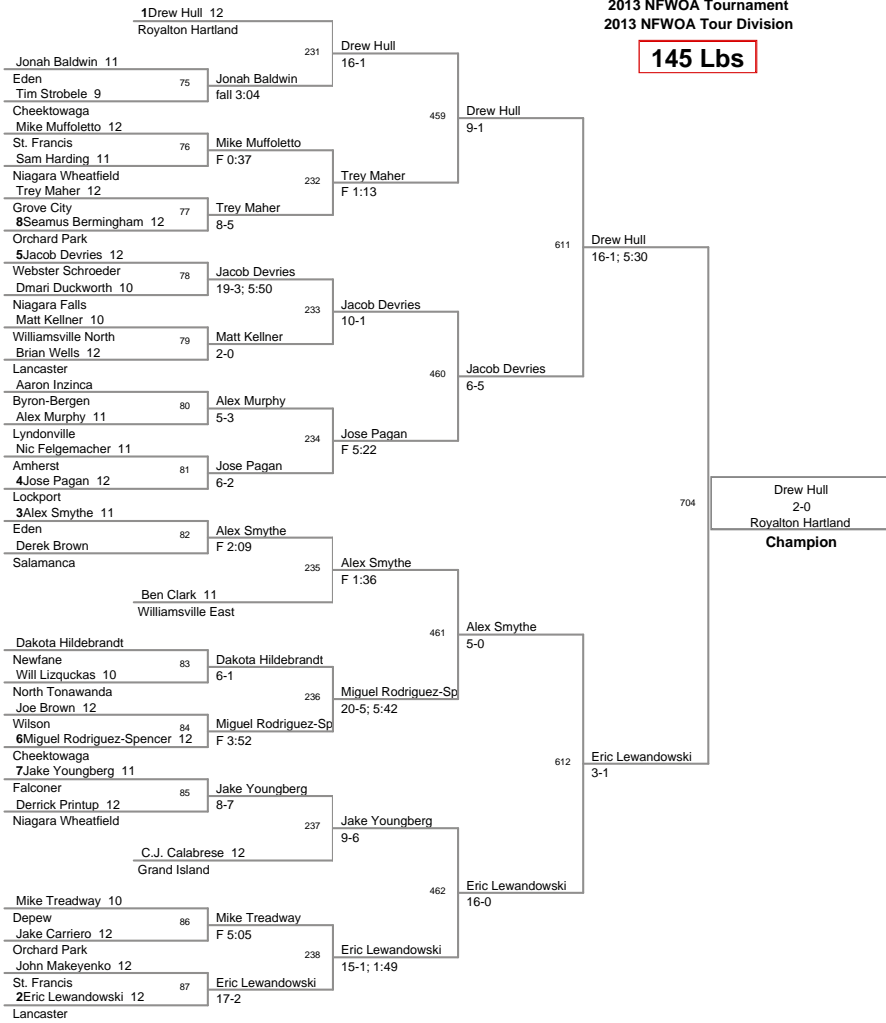 2013 NFWOA Tournament
2013 NFWOA Tour Division
145 Lbs
1Drew Hull 12
Royalton Hartland
231
Drew Hull
16-1
Jonah Baldwin 11
Eden
75
Jonah Baldwin
Tim Strobele 9
fall 3:04
Cheektowaga
459
Drew Hull
9-1
Mike Muffoletto 12
St. Francis
76
Mike Muffoletto
Sam Harding 11
F 0:37
Niagara Wheatfield
232
Trey Maher
F 1:13
Trey Maher 12
Grove City
77
Trey Maher
8Seamus Bermingham 12
8-5
Orchard Park
611
Drew Hull
16-1; 5:30
5Jacob Devries 12
Webster Schroeder
78
Jacob Devries
Dmari Duckworth 10
19-3; 5:50
Niagara Falls
233
Jacob Devries
10-1
Matt Kellner 10
Williamsville North
79
Matt Kellner
Brian Wells 12
2-0
Lancaster
460
Jacob Devries
6-5
Aaron Inzinca
Byron-Bergen
80
Alex Murphy
Alex Murphy 11
5-3
Lyndonville
234
Jose Pagan
F 5:22
Nic Felgemacher 11
Amherst
81
Jose Pagan
4Jose Pagan 12
6-2
Lockport
704
Drew Hull
2-0
Royalton Hartland
Champion
3Alex Smythe 11
Eden
82
Alex Smythe
Derek Brown
F 2:09
Salamanca
235
Alex Smythe
F 1:36
Ben Clark 11
Williamsville East
461
Alex Smythe
5-0
Dakota Hildebrandt
Newfane
83
Dakota Hildebrandt
Will Lizquckas 10
6-1
North Tonawanda
236
Miguel Rodriguez-Sp
20-5; 5:42
Joe Brown 12
Wilson
84
Miguel Rodriguez-Sp
6Miguel Rodriguez-Spencer 12
F 3:52
Cheektowaga
612
Eric Lewandowski
3-1
7Jake Youngberg 11
Falconer
85
Jake Youngberg
Derrick Printup 12
8-7
Niagara Wheatfield
237
Jake Youngberg
9-6
C.J. Calabrese 12
Grand Island
462
Eric Lewandowski
16-0
Mike Treadway 10
Depew
86
Mike Treadway
Jake Carriero 12
F 5:05
Orchard Park
238
Eric Lewandowski
15-1; 1:49
John Makeyenko 12
St. Francis
87
Eric Lewandowski
2Eric Lewandowski 12
17-2
Lancaster